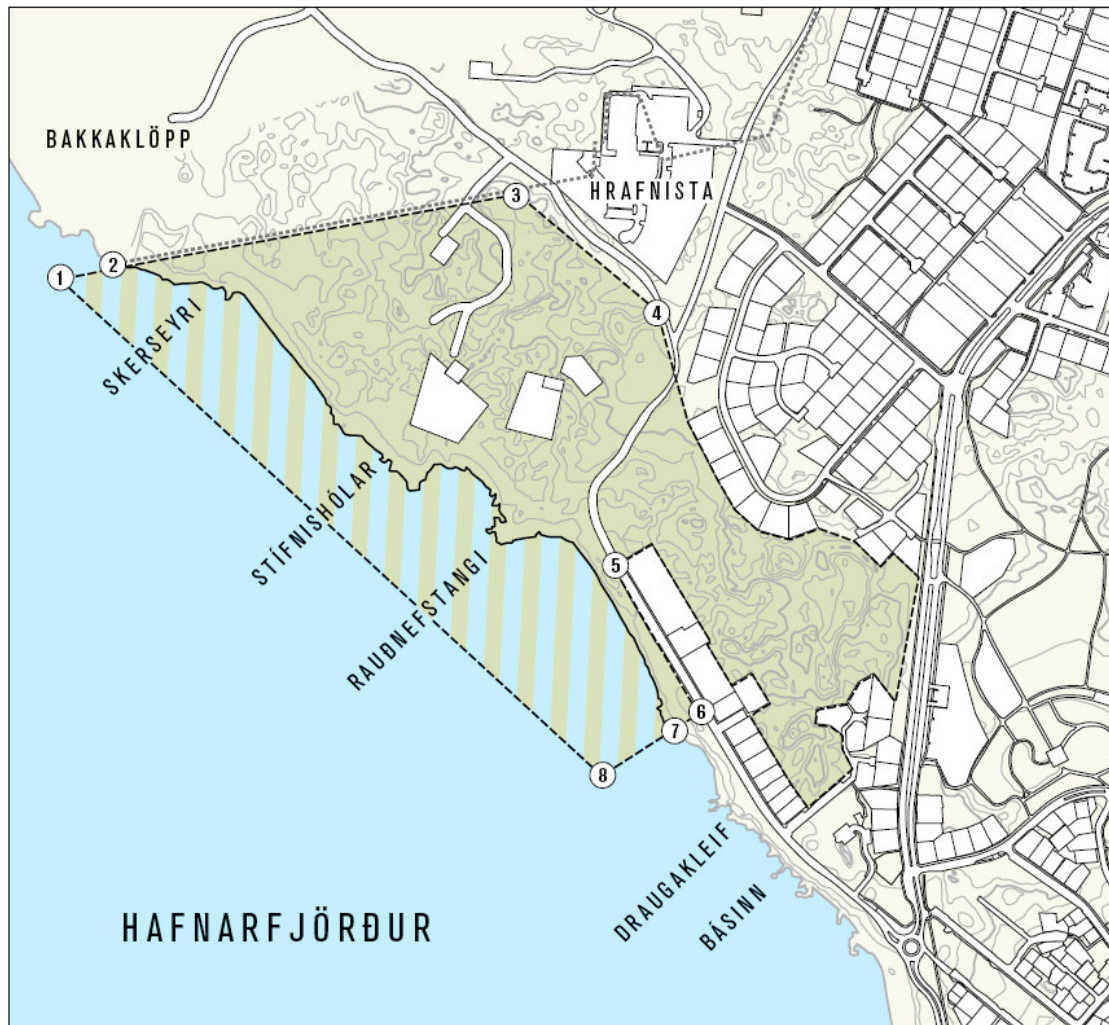 BAKKAKLÖPP
HRAFNISTA
3
2
1
4
SKERSEYRI
STÍFNISHÓLAR
RAUÐNEFSTANGI
5
6
7
8
DRAUGAKLEIF
BÁSINN
HAFNARFJÖRÐUR